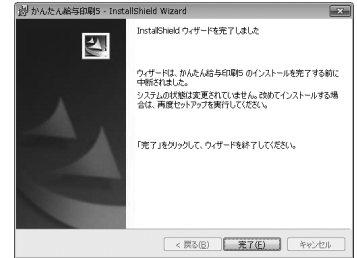 かんたん給与印刷5 - InstallShield Wizard
InstallShield ウィザードを完了しました
ウィザードは、かんたん給与印刷5 のインストールを完了する前に
中断されました。
システムの状態は変更されていません。改めてインストールする場
合は、再度セットアップを実行してください。
「完了」をクリックして、ウィザードを終了してください。
< 戻る(B)
完了(F)
キャンセル